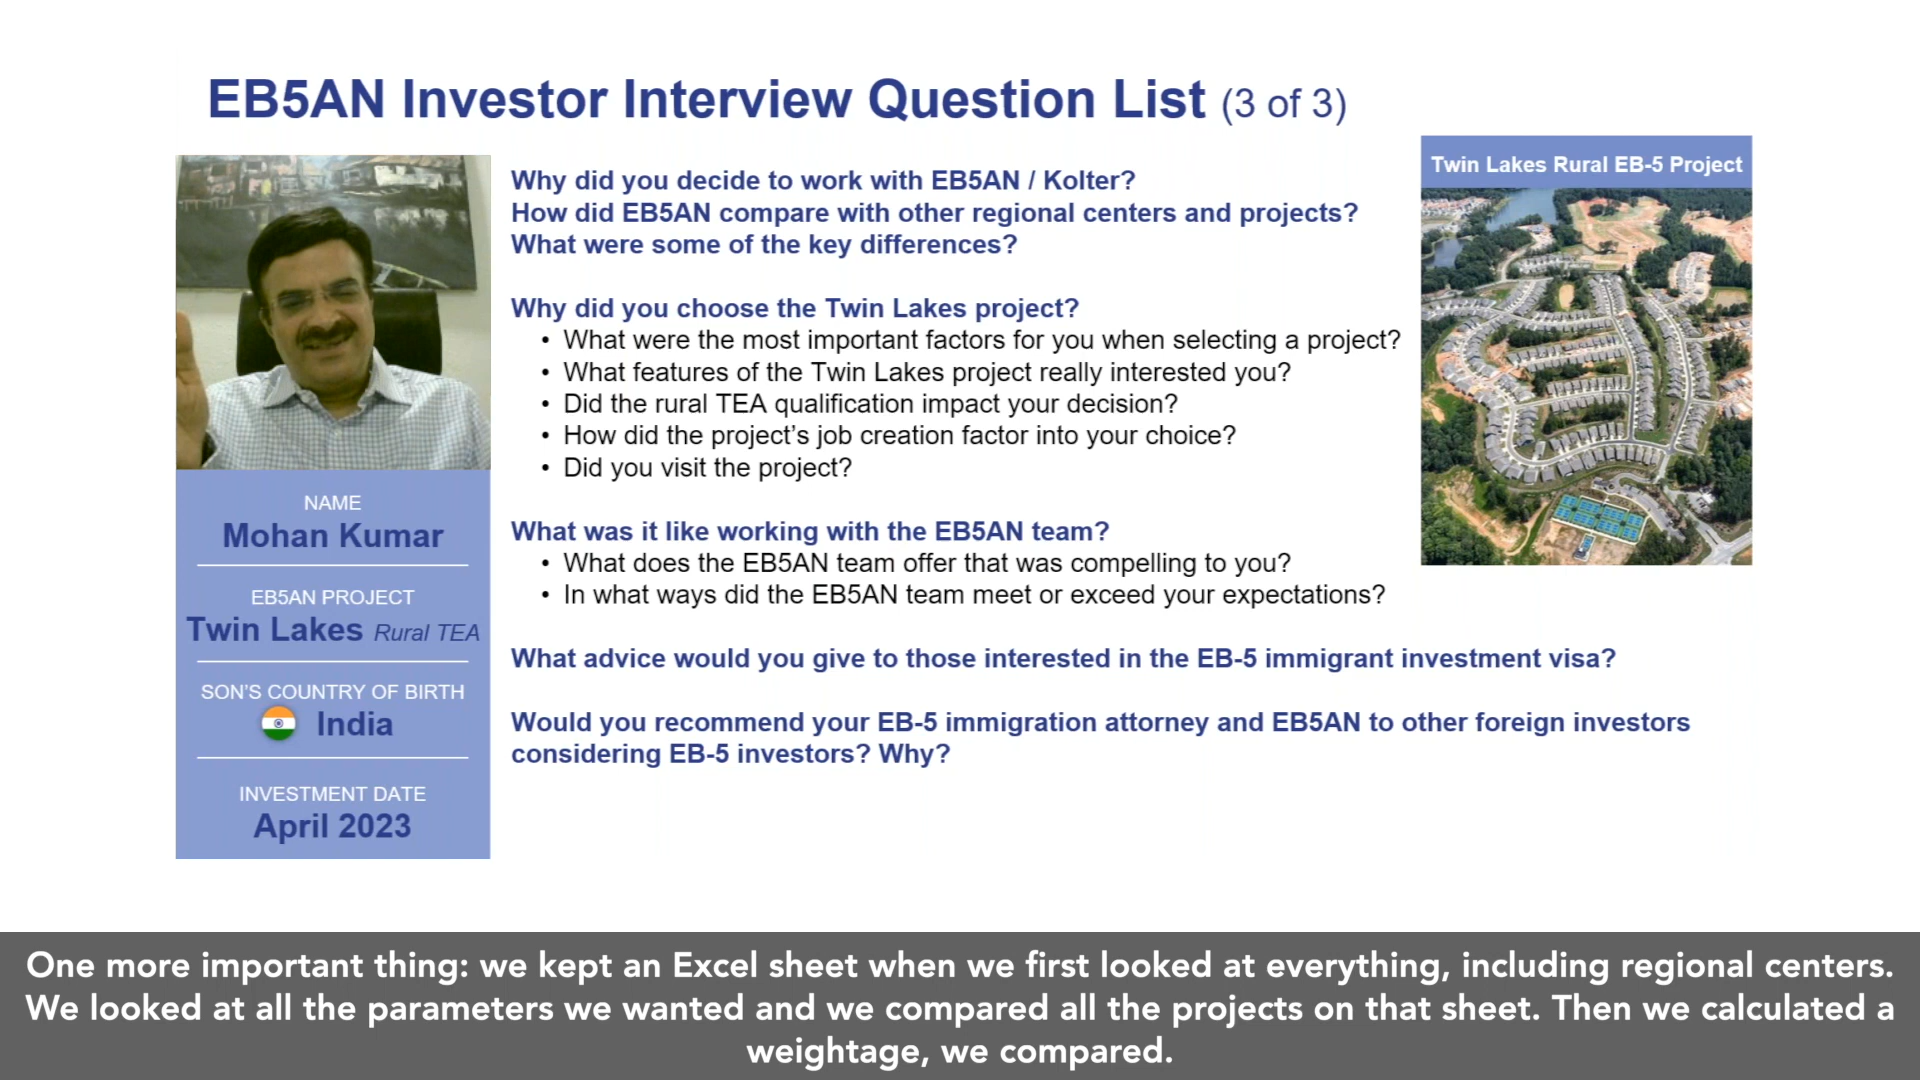 EB5AN Investor Interview Question List (3 of 3)
Twin Lakes Rural EB-5 Project
Why did you decide to work with EB5AN / Kolter?
How did EB5AN compare with other regional centers and projects?
What were some of the key differences?
Why did you choose the Twin Lakes project?
• What were the most important factors for you when selecting a project?
• What features of the Twin Lakes project really interested you?
• Did the rural TEA qualification impact your decision?
• How did the project's job creation factor into your choice?
• Did you visit the project?
What was it like working with the EB5AN team?
• What does the EB5AN team offer that was compelling to you?
• In what ways did the EB5AN team meet or exceed your expectations?
What advice would you give to those interested in the EB-5 immigrant investment visa?
Would you recommend your EB-5 immigration attorney and EB5AN to other foreign investors
considering EB-5 investors? Why?
NAME
Mohan Kumar
EB5AN PROJECT
Twin Lakes Rural TEA
SON'S COUNTRY OF BIRTH
India
INVESTMENT DATE
April 2023
One more important thing: we kept an Excel sheet when we first looked at everything, including regional centers.
We looked at all the parameters we wanted and we compared all the projects on that sheet. Then we calculated a
weightage, we compared.